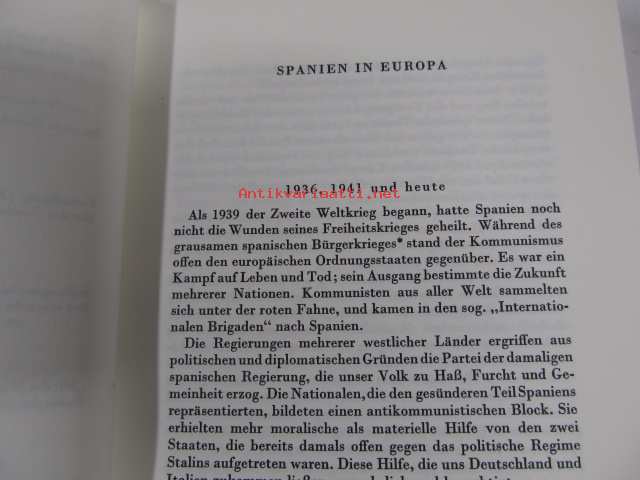 SPANIEN IN EUROPA
1936, 1941 und heute
Antikvariaatti.net
Als 1939 der Zweite Weltkrieg begann, hatte Spanien noch
nicht die Wunden seines Freiheitskrieges geheilt. Während des
grausamen spanischen Bürgerkrieges* stand der Kommunismus
offen den europäischen Ordnungsstaaten gegenüber. Es war ein
Kampf auf Leben und Tod; sein Ausgang bestimmte die Zukunft
mehrerer Nationen. Kommunisten aus aller Welt sammelten
sich unter der roten Fahne, und kamen in den sog. „Internatio-
nalen Brigaden" nach Spanien.
Die Regierungen mehrerer westlicher Länder ergriffen aus
politischen und diplomatischen Gründen die Partei der damaligen
spanischen Regierung, die unser Volk zu Haß, Furcht und Ge-
meinheit erzog. Die Nationalen, die den gesünderen Teil Spaniens
repräsentierten, bildeten einen antikommunistischen Block. Sie
erhielten mehr moralische als materielle Hilfe von den zwei
Staaten, die bereits damals offen gegen das politische Regime
Stalins aufgetreten waren. Diese Hilfe, die uns Deutschland und
Italien zukommen ließen,